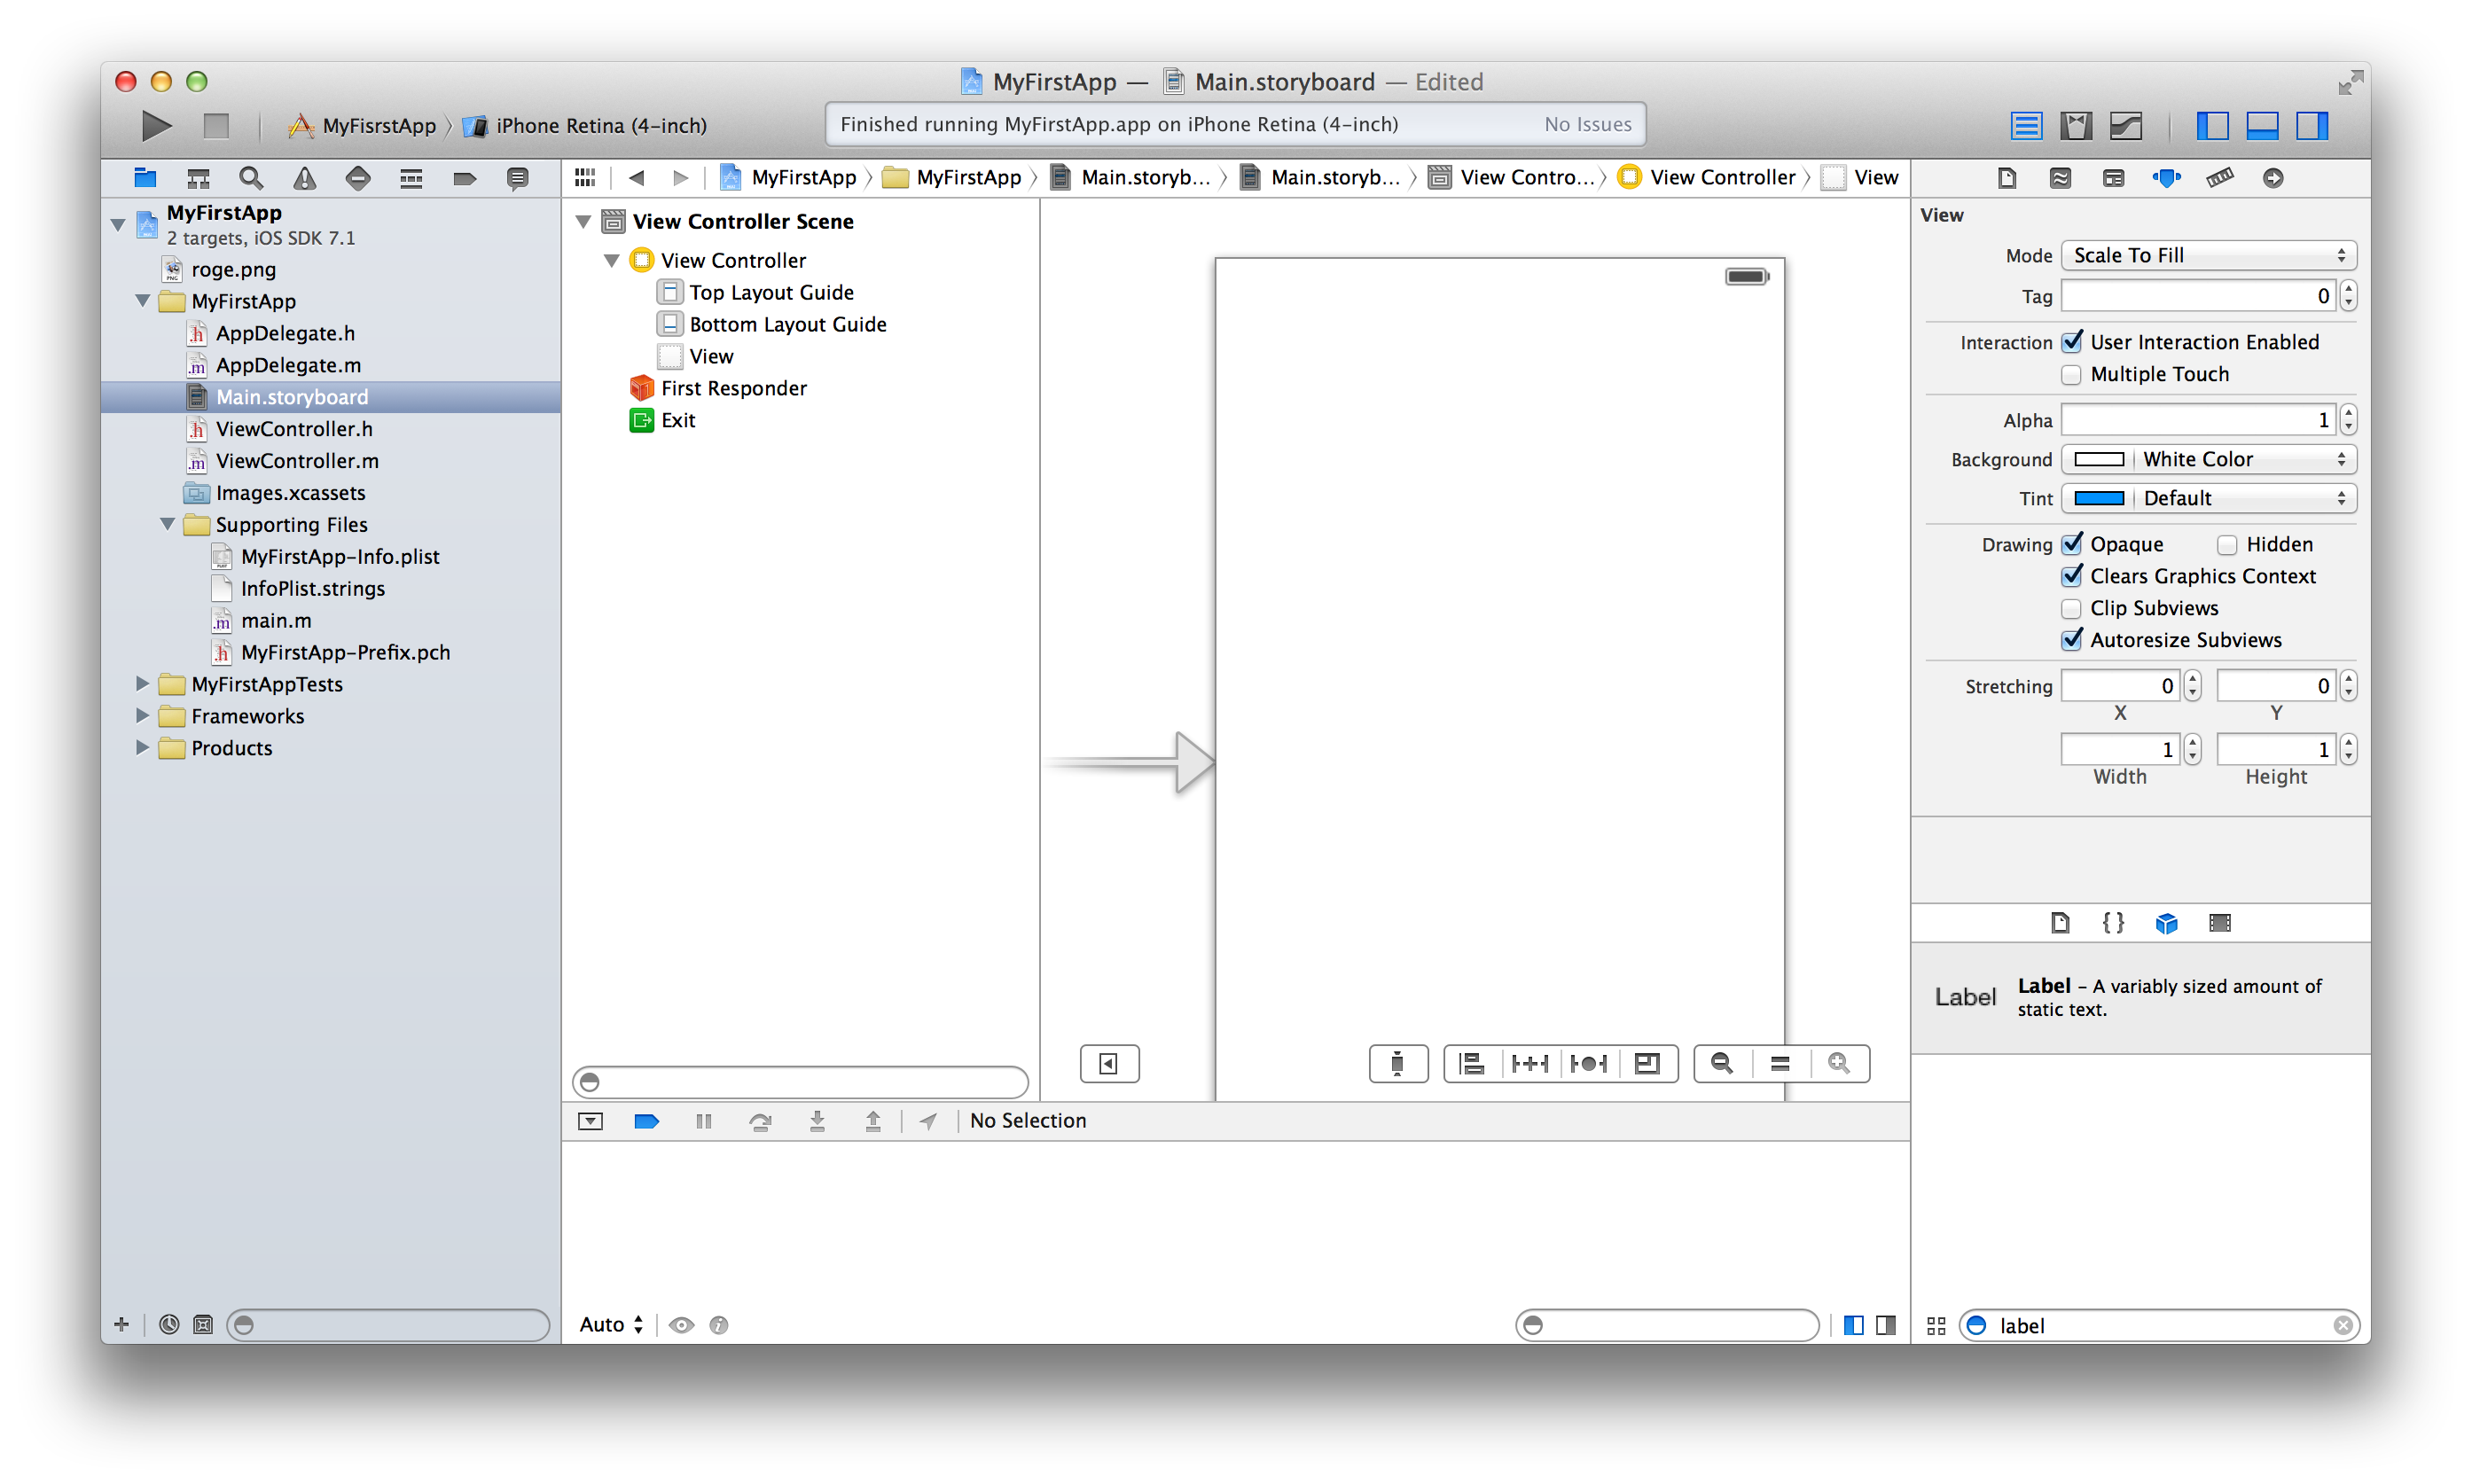 MyFirstApp — Main.storyboard — Edited
MyFisrstApp iPhone Retina (4-inch)
Finished running MyFirstApp.app on iPhone Retina (4-inch) No Issues
MyFirstApp MyFirstApp Main.storyb... Main.storyb... View Contro... View Controller View
MyFirstApp
2 targets, iOS SDK 7.1
roge.png
MyFirstApp
AppDelegate.h
AppDelegate.m
Main.storyboard
ViewController.h
ViewController.m
Images.xcassets
Supporting Files
MyFirstApp-Info.plist
InfoPlist.strings
main.m
MyFirstApp-Prefix.pch
MyFirstAppTests
Frameworks
Products
View Controller Scene
View Controller
Top Layout Guide
Bottom Layout Guide
View
First Responder
Exit
No Selection
Auto
View
Mode Scale To Fill
Tag 0
Interaction User Interaction Enabled
Multiple Touch
Alpha 1
Background White Color
Tint Default
Drawing Opaque Hidden
Clears Graphics Context
Clip Subviews
Autoresize Subviews
Stretching 0 0
X Y
1 1
Width Height
Label
Label – A variably sized amount of
static text.
label